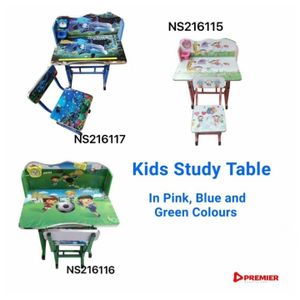 NS216115
NS216117
Kids Study Table
In Pink, Blue and
Green Colours
NS216116
PREMIER